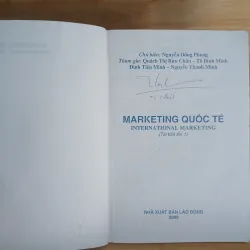 Chủ biên: Nguyễn Đông Phong
Tham gia: Quách Thị Bửu Châu - Tô Bình Minh
Đinh Tiên Minh - Nguyễn Thanh Minh
MARKETING QUỐC TẾ
INTERNATIONAL MARKETING
(Tái bản lần 1)
NHÀ XUẤT BẢN LAO ĐỘNG